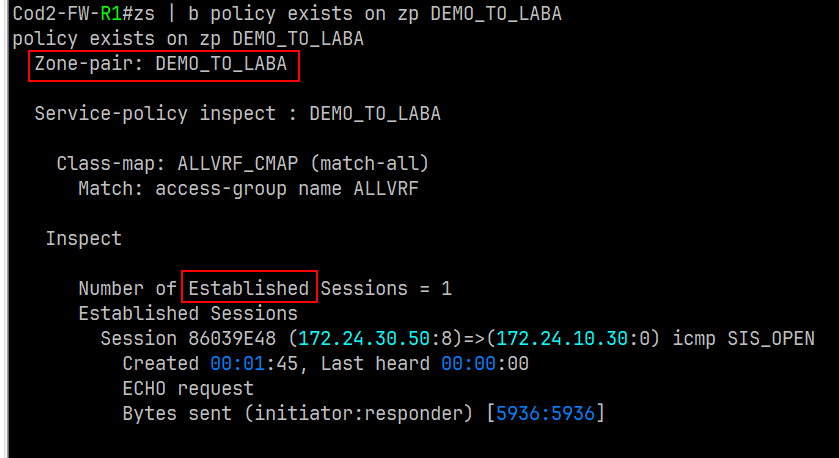 Cod2-FW-R1#zs | b policy exists on zp DEMO_TO_LABA
policy exists on zp DEMO_TO_LABA
Zone-pair: DEMO_TO_LABA
Service-policy inspect : DEMO_TO_LABA
Class-map: ALLVRF_CMAP (match-all)
Match: access-group name ALLVRF
Inspect
Number of Established Sessions = 1
Established Sessions
Session 86039E48 (172.24.30.50:8)=>(172.24.10.30:0) icmp SIS_OPEN
Created 00:01:45, Last heard 00:00:00
ECHO request
Bytes sent (initiator:responder) [5936:5936]